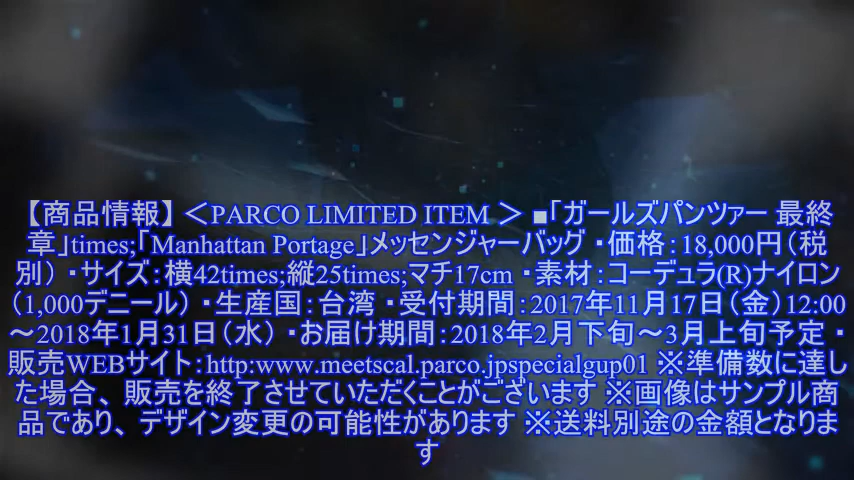 【商品情報】 ＜PARCO LIMITED ITEM ＞ ■「ガールズパンツァー 最終
章」times;「Manhattan Portage」メッセンジャーバッグ ・価格：18,000円（税
別） ・サイズ：横42times;縦25times;マチ17cm ・素材：コーデュラ(R)ナイロン
（1,000デニール） ・生産国：台湾 ・受付期間：2017年11月17日（金）12:00
～2018年1月31日（水） ・お届け期間：2018年2月下旬～3月上旬予定 ・
販売WEBサイト：http:www.meetscal.parco.jpspecialgup01 ※準備数に達し
た場合、販売を終了させていただくことがございます ※画像はサンプル商
品であり、デザイン変更の可能性があります ※送料別途の金額となりま
す